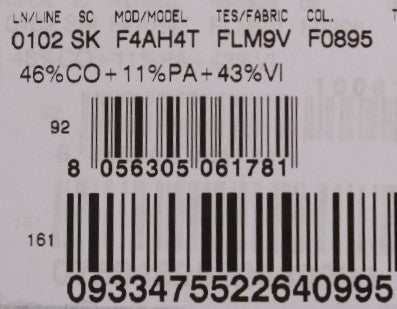 LN/LINE SC MOD/MODEL TES/FABRIC COL.
0102 SK F4AH4T FLM9V F0895
46%CO+11%PA+43%VI
92
8 056305 061781
161
0933475522640995